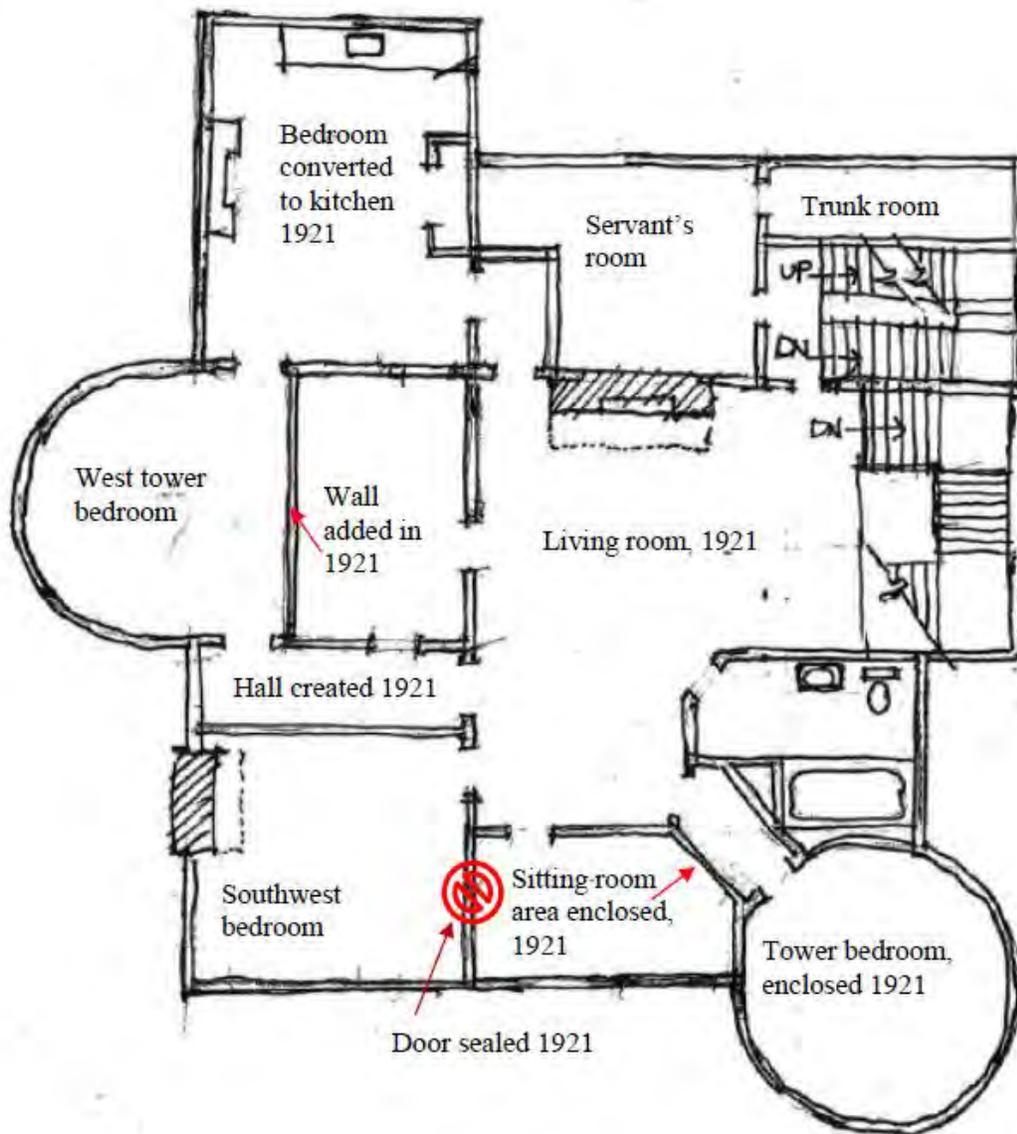 Bedroom
converted
to kitchen
1921
Servant's
room
Trunk room
UP
DN
DN
West tower
bedroom
Wall
added in
1921
Living room, 1921
Hall created 1921
Southwest
bedroom
Sitting-room
area enclosed,
1921
Tower bedroom,
enclosed 1921
Door sealed 1921